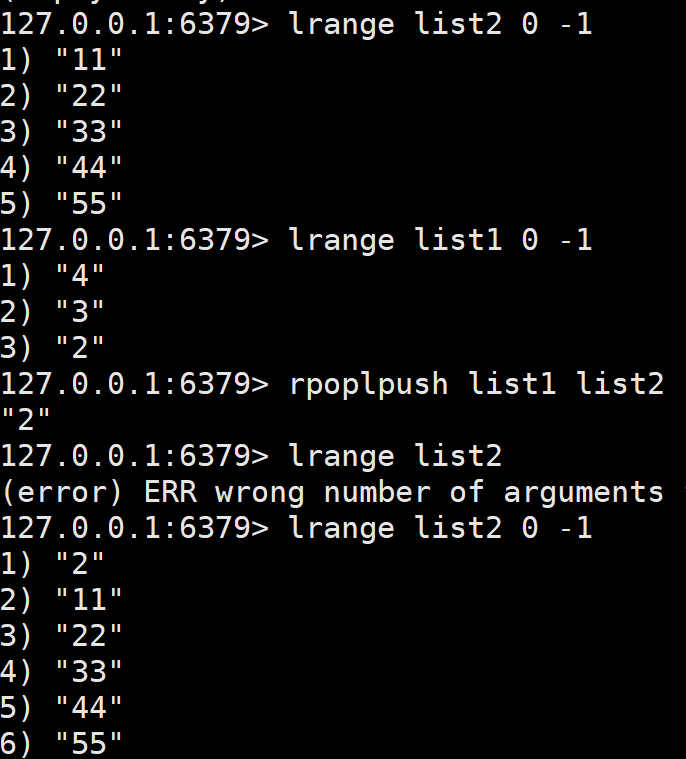 127.0.0.1:6379> lrange list2 0 -1
1) "11"
2) "22"
3) "33"
4) "44"
5) "55"
127.0.0.1:6379> lrange list1 0 -1
1) "4"
2) "3"
3) "2"
127.0.0.1:6379> rpoplpush list1 list2
"2"
127.0.0.1:6379> lrange list2
(error) ERR wrong number of arguments
127.0.0.1:6379> lrange list2 0 -1
1) "2"
2) "11"
3) "22"
4) "33"
5) "44"
6) "55"